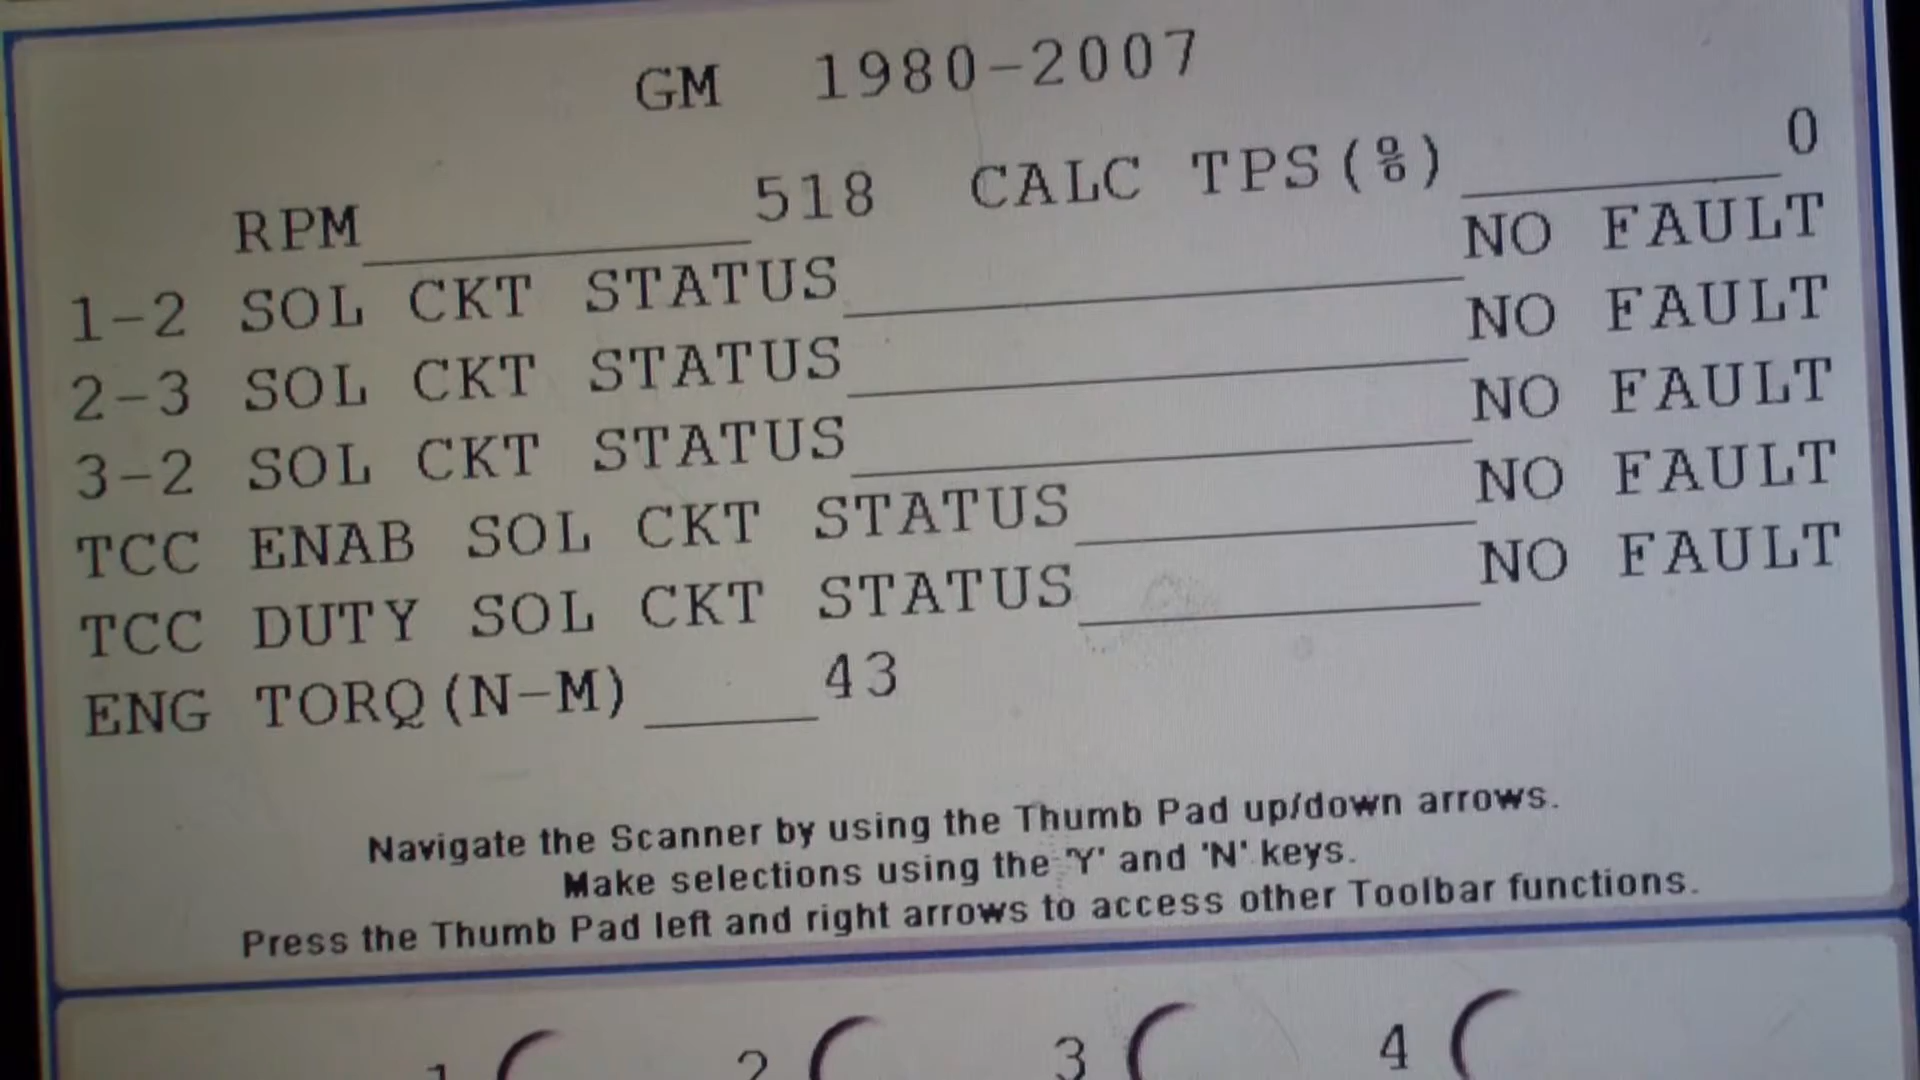 GM 1980-2007
RPM 518 CALC TPS(%) 0
1-2 SOL CKT STATUS NO FAULT
2-3 SOL CKT STATUS NO FAULT
3-2 SOL CKT STATUS NO FAULT
TCC ENAB SOL CKT STATUS NO FAULT
TCC DUTY SOL CKT STATUS NO FAULT
ENG TORQ(N-M) 43
Navigate the Scanner by using the Thumb Pad up/down arrows.
Make selections using the 'Y' and 'N' keys.
Press the Thumb Pad left and right arrows to access other Toolbar functions.
1 2 3 4